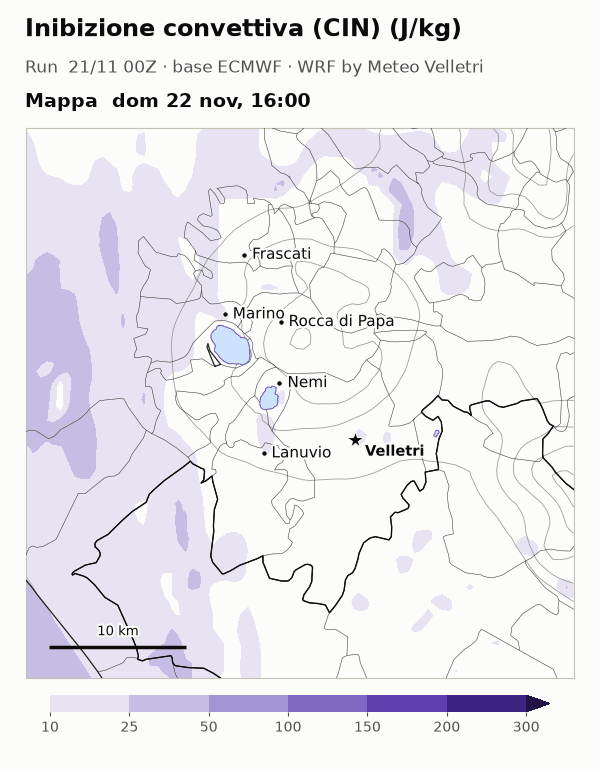 Inibizione convettiva (CIN) (J/kg)
Run  21/11 00Z · base ECMWF · WRF by Meteo Velletri
Mappa  dom 22 nov, 16:00
Frascati
Marino
Rocca di Papa
Nemi
Lanuvio
Velletri
10 km
10 25 50 100 150 200 300